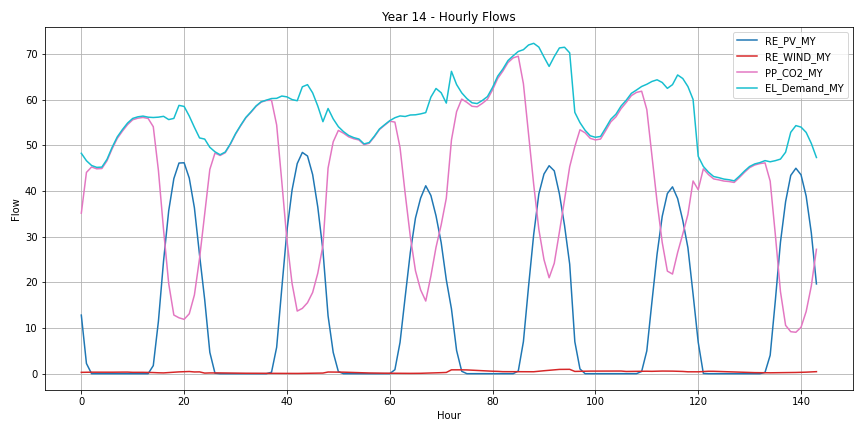 Year 14 - Hourly Flows
RE_PV_MY
RE_WIND_MY
PP_CO2_MY
EL_Demand_MY
70
60
50
40
30
20
10
0
Flow
0 20 40 60 80 100 120 140
Hour